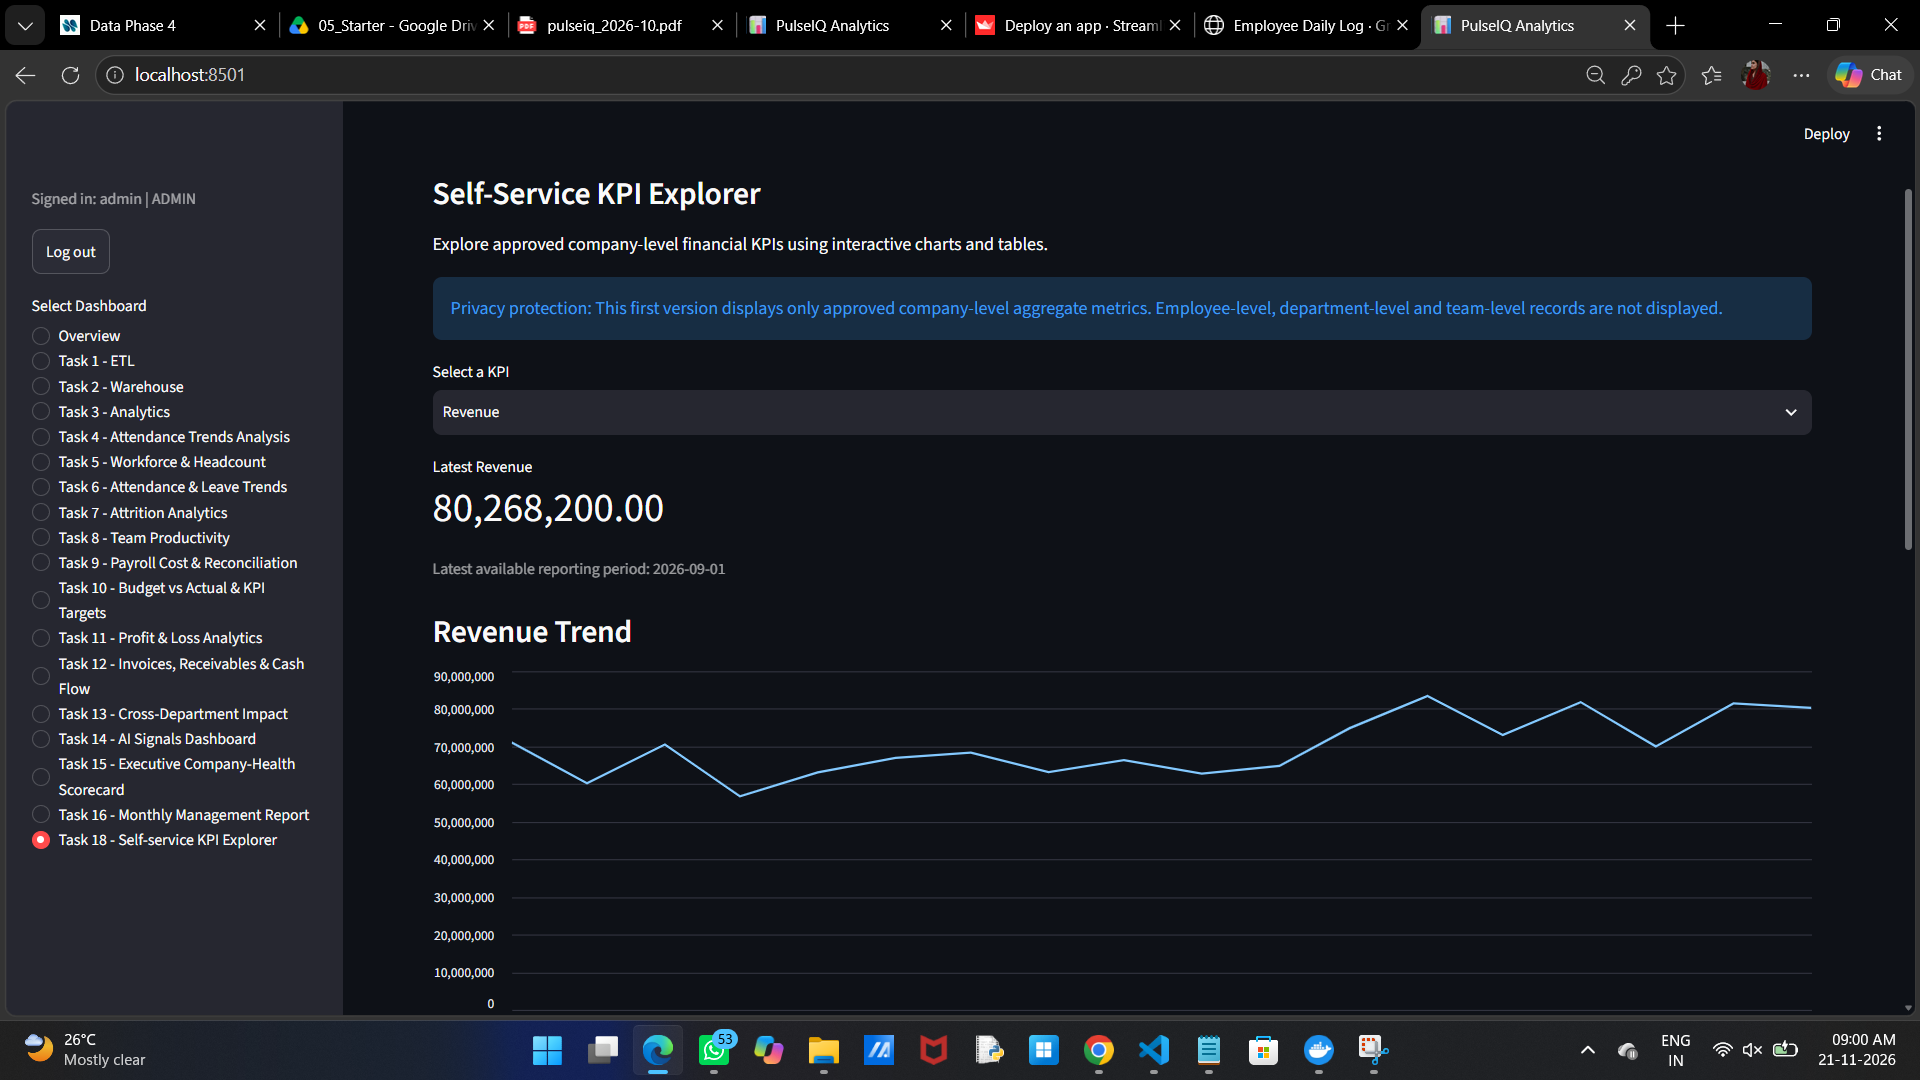 Data Phase 4
05_Starter - Google Driv
pulseiq_2026-10.pdf
PulseIQ Analytics
Deploy an app · Streaml
Employee Daily Log · Gr
PulseIQ Analytics
localhost:8501
Chat
Deploy
Signed in: admin | ADMIN
Log out
Select Dashboard
Overview
Task 1 - ETL
Task 2 - Warehouse
Task 3 - Analytics
Task 4 - Attendance Trends Analysis
Task 5 - Workforce & Headcount
Task 6 - Attendance & Leave Trends
Task 7 - Attrition Analytics
Task 8 - Team Productivity
Task 9 - Payroll Cost & Reconciliation
Task 10 - Budget vs Actual & KPI
Targets
Task 11 - Profit & Loss Analytics
Task 12 - Invoices, Receivables & Cash
Flow
Task 13 - Cross-Department Impact
Task 14 - AI Signals Dashboard
Task 15 - Executive Company-Health
Scorecard
Task 16 - Monthly Management Report
Task 18 - Self-service KPI Explorer
Self-Service KPI Explorer
Explore approved company-level financial KPIs using interactive charts and tables.
Privacy protection: This first version displays only approved company-level aggregate metrics. Employee-level, department-level and team-level records are not displayed.
Select a KPI
Revenue
Latest Revenue
80,268,200.00
Latest available reporting period: 2026-09-01
Revenue Trend
90,000,000
80,000,000
70,000,000
60,000,000
50,000,000
40,000,000
30,000,000
20,000,000
10,000,000
0
26°C
Mostly clear
PDF
53
ENG
IN
09:00 AM
21-11-2026